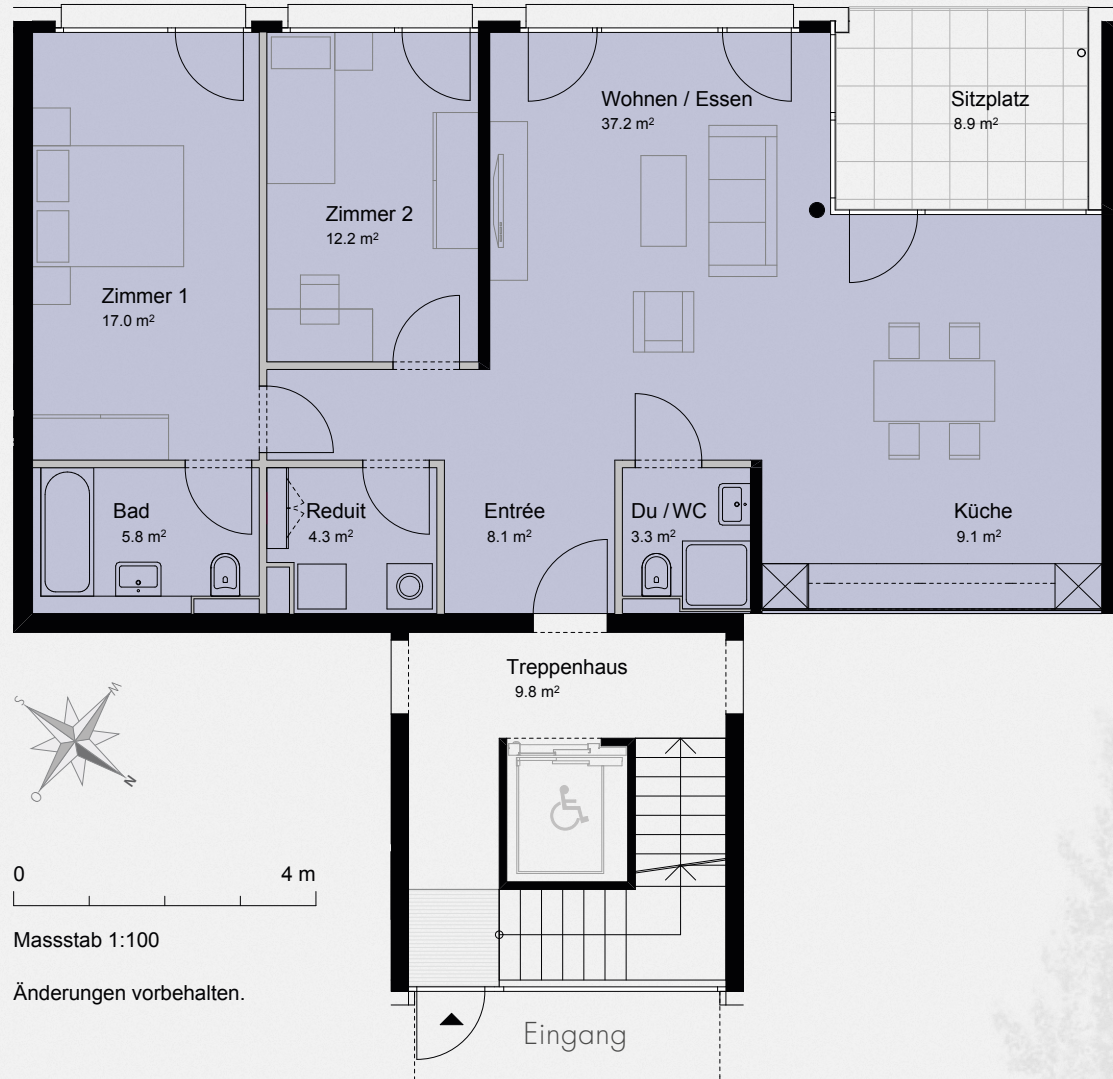 Wohnen / Essen
37.2 m²
Sitzplatz
8.9 m²
Zimmer 2
12.2 m²
Zimmer 1
17.0 m²
Bad
5.8 m²
Reduit
4.3 m²
Entrée
8.1 m²
Du / WC
3.3 m²
Küche
9.1 m²
Treppenhaus
9.8 m²
S
W
O
N
0 4 m
Massstab 1:100
Änderungen vorbehalten.
Eingang